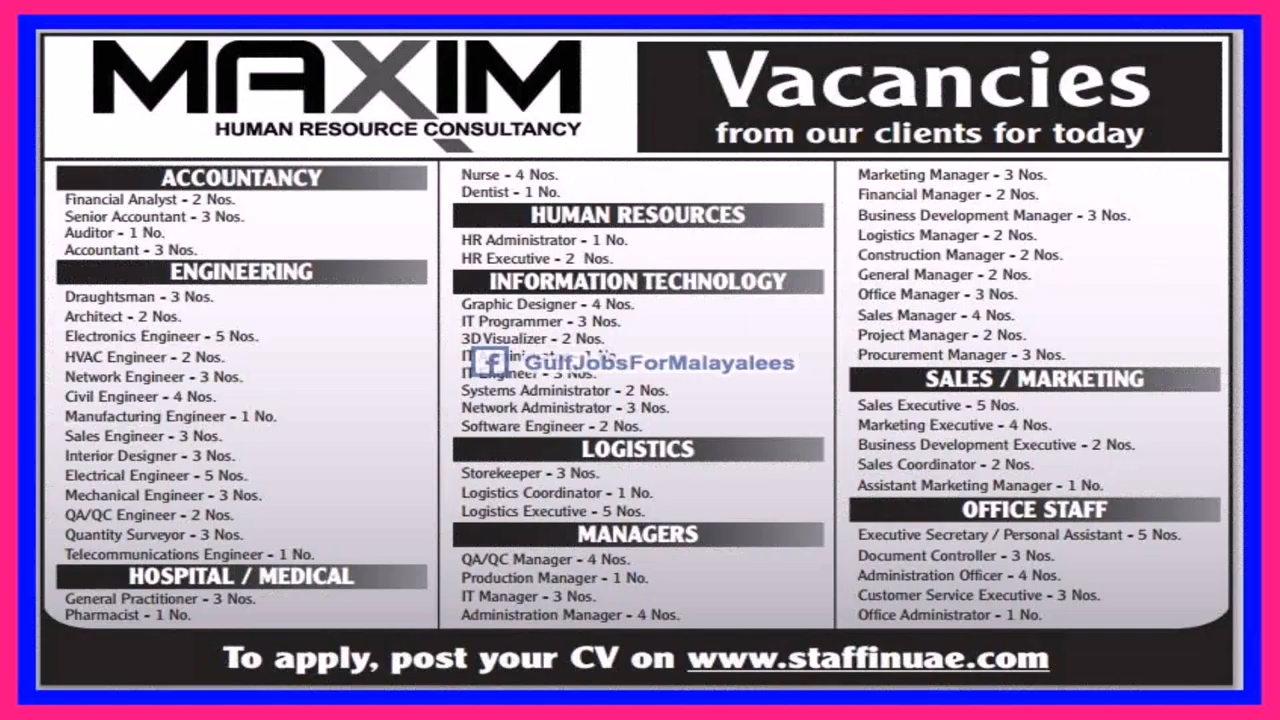 MAXIM
HUMAN RESOURCE CONSULTANCY
Vacancies
from our clients for today
ACCOUNTANCY
Financial Analyst - 2 Nos.
Senior Accountant - 3 Nos.
Auditor - 1 No.
Accountant - 3 Nos.
ENGINEERING
Draughtsman - 3 Nos.
Architect - 2 Nos.
Electronics Engineer - 5 Nos.
HVAC Engineer - 2 Nos.
Network Engineer - 3 Nos.
Civil Engineer - 4 Nos.
Manufacturing Engineer - 1 No.
Sales Engineer - 3 Nos.
Interior Designer - 3 Nos.
Electrical Engineer - 5 Nos.
Mechanical Engineer - 3 Nos.
QA/QC Engineer - 2 Nos.
Quantity Surveyor - 3 Nos.
Telecommunications Engineer - 1 No.
HOSPITAL / MEDICAL
General Practitioner - 3 Nos.
Pharmacist - 1 No.
Nurse - 4 Nos.
Dentist - 1 No.
HUMAN RESOURCES
HR Administrator - 1 No.
HR Executive - 2 Nos.
INFORMATION TECHNOLOGY
Graphic Designer - 4 Nos.
IT Programmer - 3 Nos.
3D Visualizer - 2 Nos.
IT
GulfJobsForMalayalees
IT Engineer - 3 Nos.
Systems Administrator - 2 Nos.
Network Administrator - 3 Nos.
Software Engineer - 2 Nos.
LOGISTICS
Storekeeper - 3 Nos.
Logistics Coordinator - 1 No.
Logistics Executive - 5 Nos.
MANAGERS
QA/QC Manager - 4 Nos.
Production Manager - 1 No.
IT Manager - 3 Nos.
Administration Manager - 4 Nos.
Marketing Manager - 3 Nos.
Financial Manager - 2 Nos.
Business Development Manager - 3 Nos.
Logistics Manager - 2 Nos.
Construction Manager - 2 Nos.
General Manager - 2 Nos.
Office Manager - 3 Nos.
Sales Manager - 4 Nos.
Project Manager - 2 Nos.
Procurement Manager - 3 Nos.
SALES / MARKETING
Sales Executive - 5 Nos.
Marketing Executive - 4 Nos.
Business Development Executive - 2 Nos.
Sales Coordinator - 2 Nos.
Assistant Marketing Manager - 1 No.
OFFICE STAFF
Executive Secretary / Personal Assistant - 5 Nos.
Document Controller - 3 Nos.
Administration Officer - 4 Nos.
Customer Service Executive - 3 Nos.
Office Administrator - 1 No.
To apply, post your CV on www.staffinuae.com